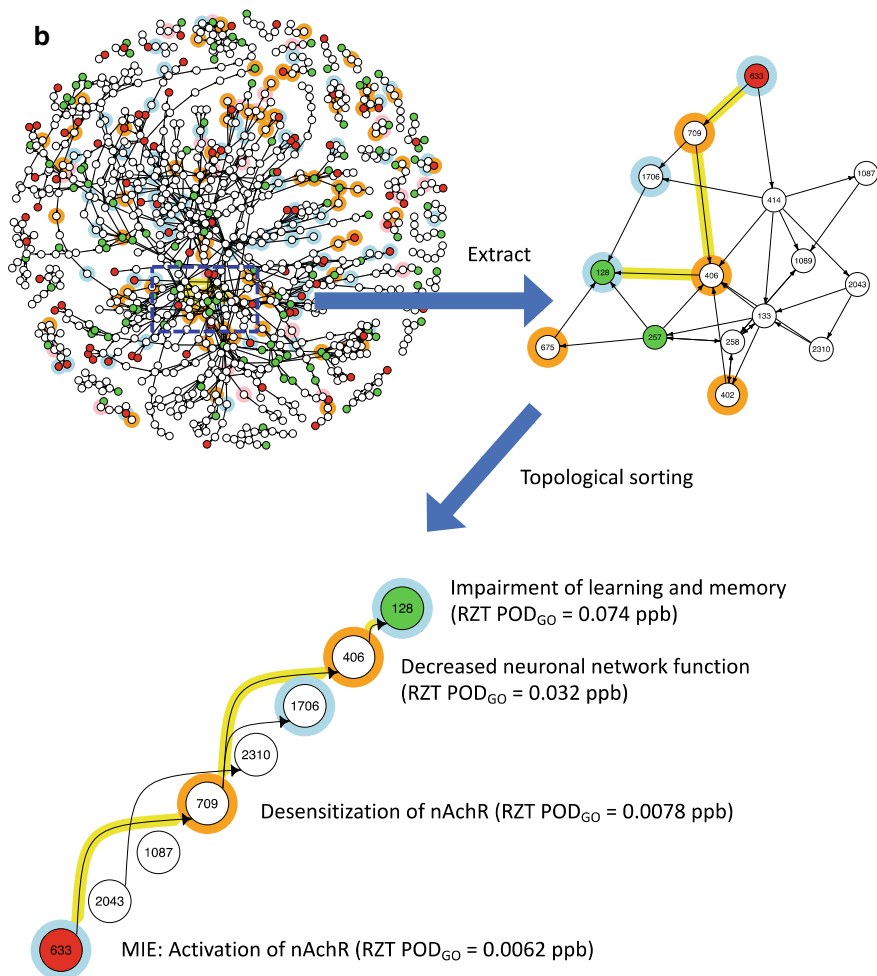 b
Extract
633
709
1706
414
1087
128
406
1089
2043
133
257
258
2310
675
402
Topological sorting
128
Impairment of learning and memory
(RZT POD_GO = 0.074 ppb)
406
Decreased neuronal network function
(RZT POD_GO = 0.032 ppb)
1706
2310
709
Desensitization of nAchR (RZT POD_GO = 0.0078 ppb)
1087
2043
633
MIE: Activation of nAchR (RZT POD_GO = 0.0062 ppb)